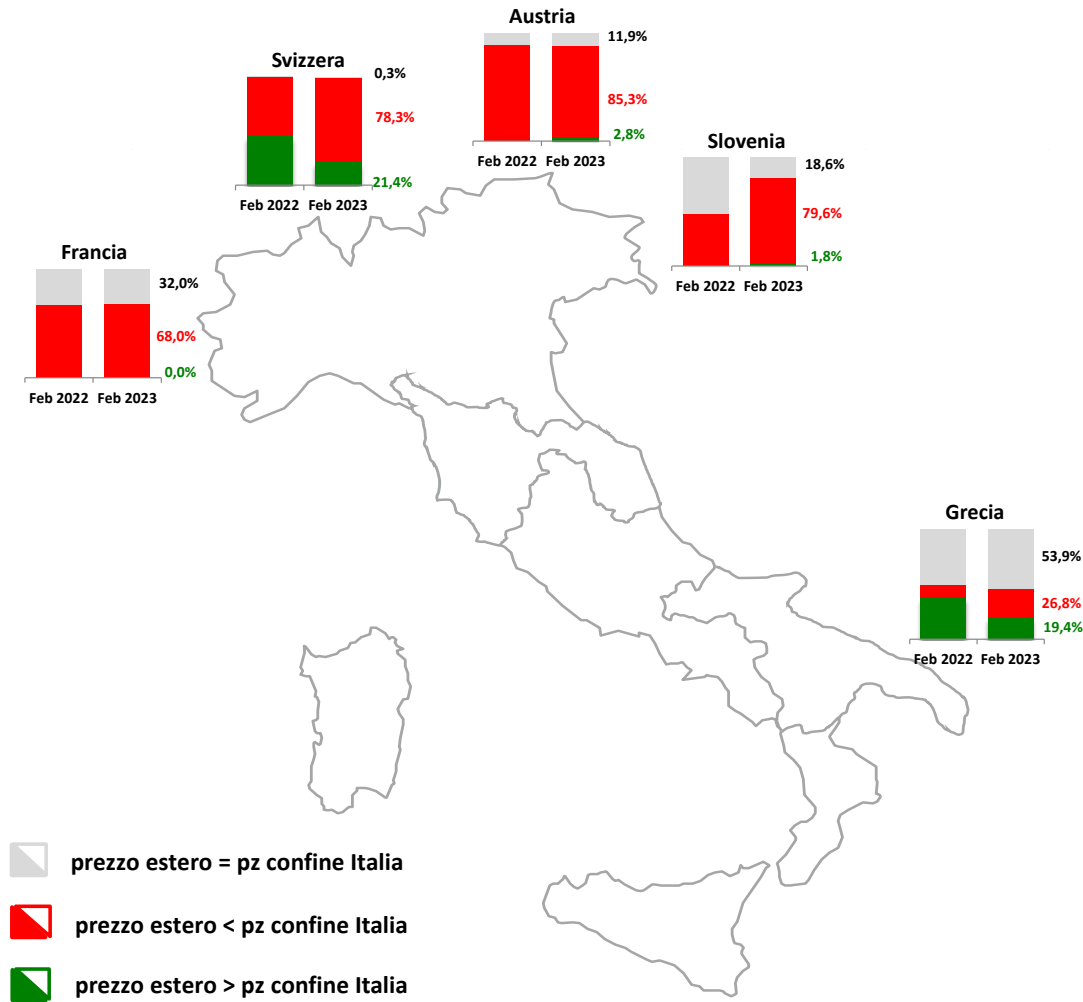 Austria
11,9%
85,3%
2,8%
Feb 2022 Feb 2023
Svizzera
0,3%
78,3%
21,4%
Feb 2022 Feb 2023
Slovenia
18,6%
79,6%
1,8%
Feb 2022 Feb 2023
Francia
32,0%
68,0%
0,0%
Feb 2022 Feb 2023
Grecia
53,9%
26,8%
19,4%
Feb 2022 Feb 2023
prezzo estero = pz confine Italia
prezzo estero < pz confine Italia
prezzo estero > pz confine Italia